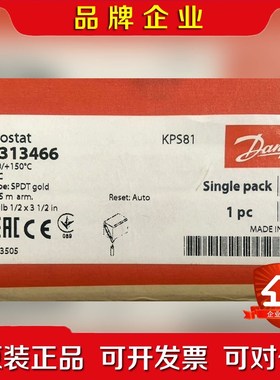 品牌企业
ostat
313466
/+150°C
C
e: SPDT gold
5 m arm.
lb 1/2 x 3 1/2 in
3505
KPS81
Reset: Auto
Danf
Single pack
1 pc
MADE IN
企业
原装正品 可开发票 可对